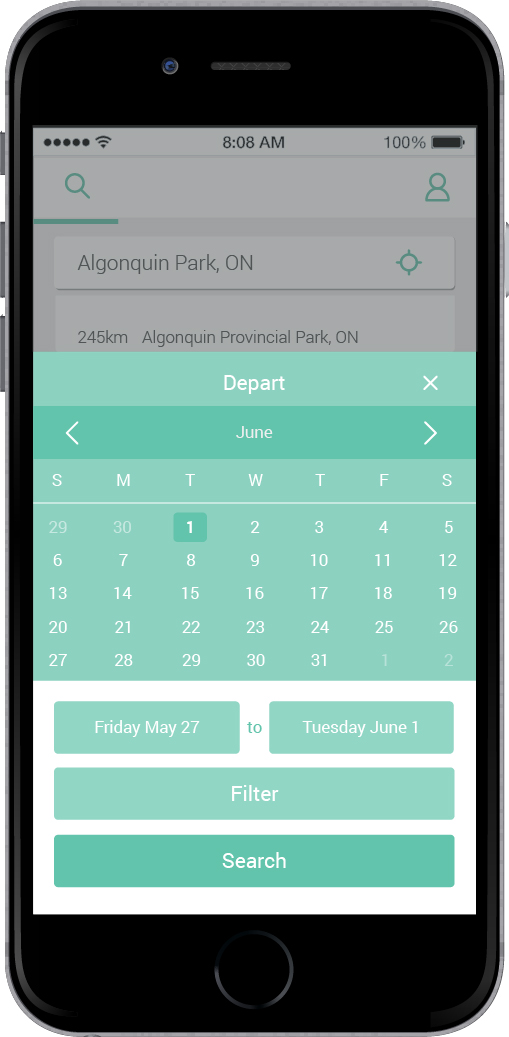 8:08 AM 100%
Algonquin Park, ON
245km Algonquin Provincial Park, ON
Depart
June
S M T W T F S
29 30 1 2 3 4 5
6 7 8 9 10 11 12
13 14 15 16 17 18 19
20 21 22 23 24 25 26
27 28 29 30 31 1 2
Friday May 27 to Tuesday June 1
Filter
Search